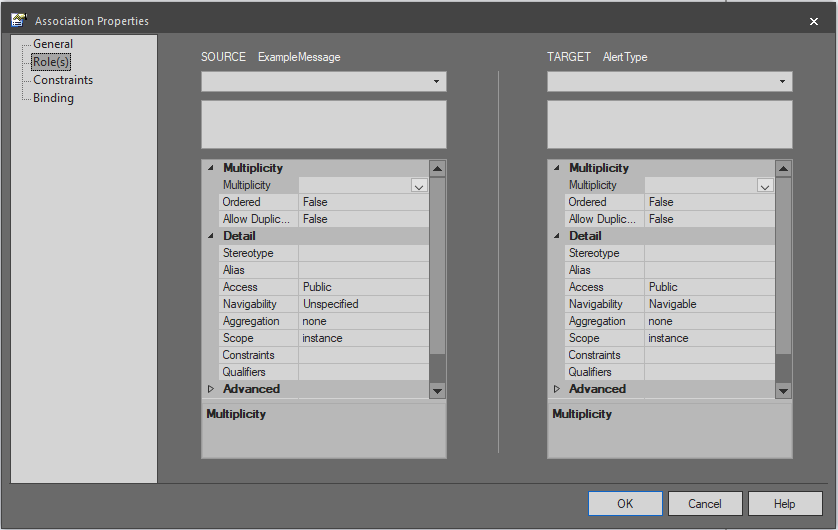 Association Properties
General
Role(s)
Constraints
Binding
SOURCE ExampleMessage
Multiplicity
Multiplicity
Ordered False
Allow Duplic... False
Detail
Stereotype
Alias
Access Public
Navigability Unspecified
Aggregation none
Scope instance
Constraints
Qualifiers
Advanced
Multiplicity
TARGET AlertType
Multiplicity
Multiplicity
Ordered False
Allow Duplic... False
Detail
Stereotype
Alias
Access Public
Navigability Navigable
Aggregation none
Scope instance
Constraints
Qualifiers
Advanced
Multiplicity
OK Cancel Help